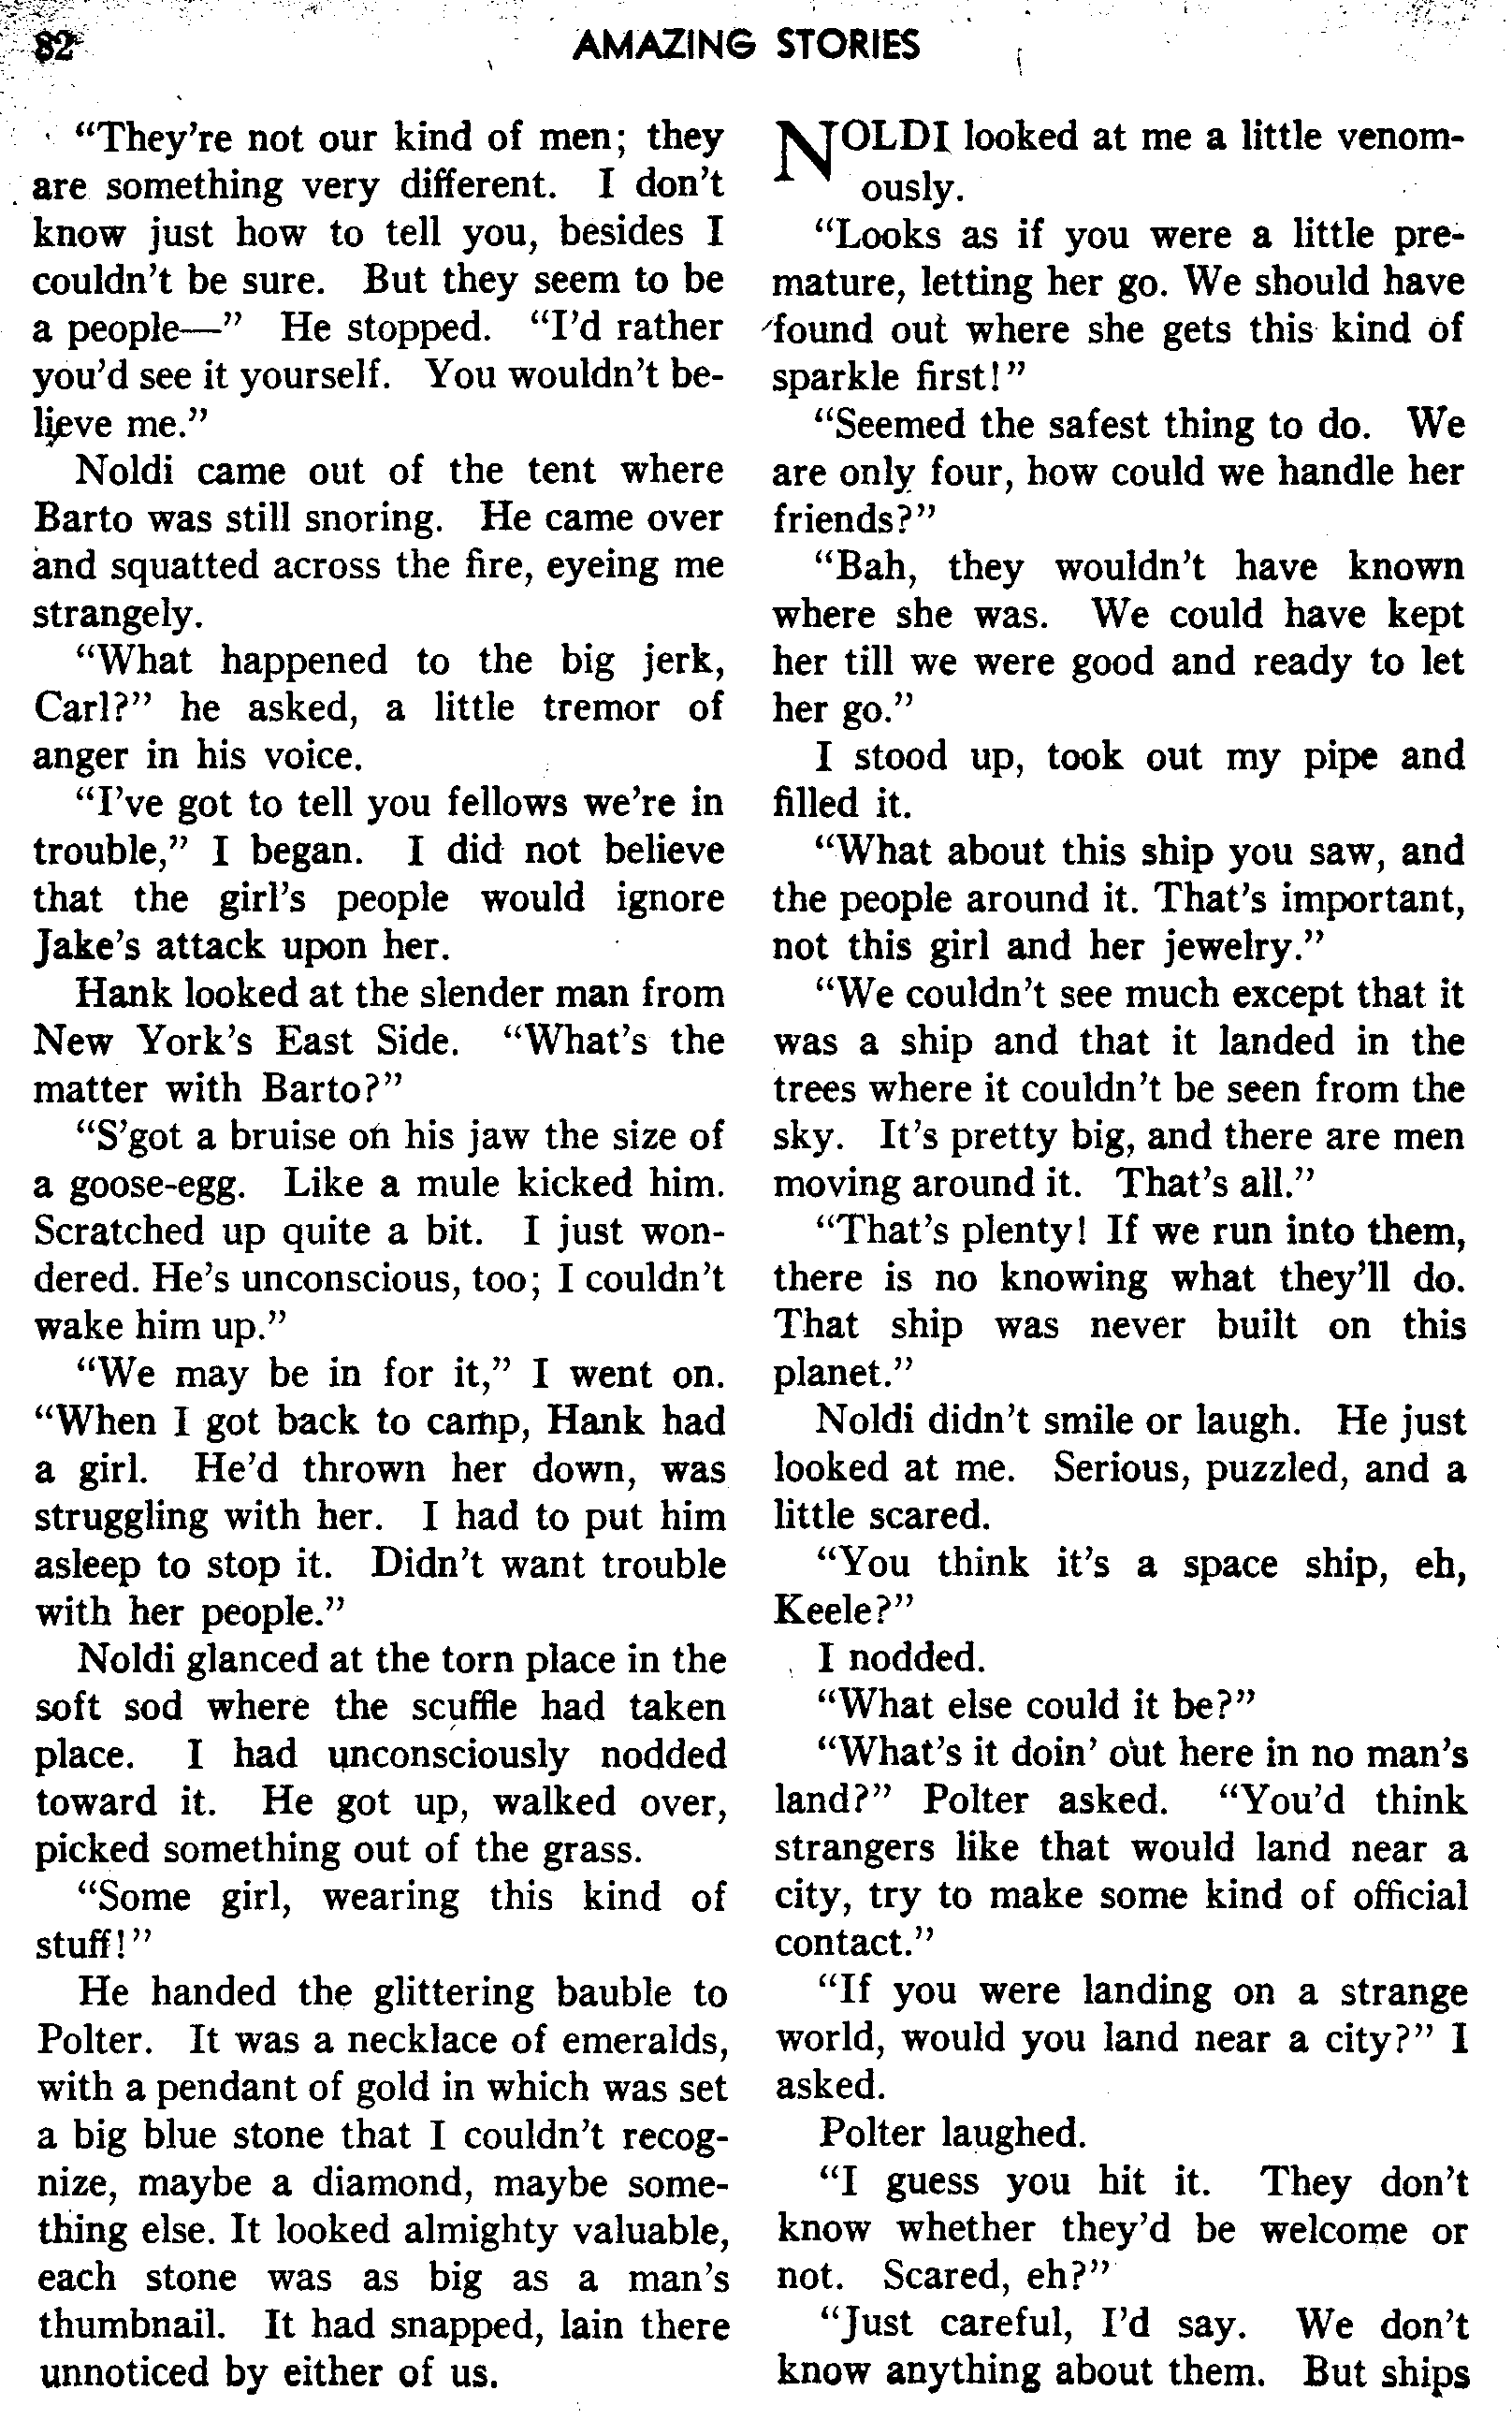 82
AMAZING STORIES
“They’re not our kind of men; they
are something very different. I don’t
know just how to tell you, besides I
couldn’t be sure. But they seem to be
a people—” He stopped. “I’d rather
you’d see it yourself. You wouldn’t be-
lieve me.”
Noldi came out of the tent where
Barto was still snoring. He came over
and squatted across the fire, eyeing me
strangely.
“What happened to the big jerk,
Carl?” he asked, a little tremor of
anger in his voice.
“I’ve got to tell you fellows we’re in
trouble,” I began. I did not believe
that the girl’s people would ignore
Jake’s attack upon her.
Hank looked at the slender man from
New York’s East Side. “What’s the
matter with Barto?”
“S’got a bruise on his jaw the size of
a goose-egg. Like a mule kicked him.
Scratched up quite a bit. I just won-
dered. He’s unconscious, too; I couldn’t
wake him up.”
“We may be in for it,” I went on.
“When I got back to camp, Hank had
a girl. He’d thrown her down, was
struggling with her. I had to put him
asleep to stop it. Didn’t want trouble
with her people.”
Noldi glanced at the torn place in the
soft sod where the scuffle had taken
place. I had unconsciously nodded
toward it. He got up, walked over,
picked something out of the grass.
“Some girl, wearing this kind of
stuff!”
He handed the glittering bauble to
Polter. It was a necklace of emeralds,
with a pendant of gold in which was set
a big blue stone that I couldn’t recog-
nize, maybe a diamond, maybe some-
thing else. It looked almighty valuable,
each stone was as big as a man’s
thumbnail. It had snapped, lain there
unnoticed by either of us.
NOLDI looked at me a little venom-
ously.
“Looks as if you were a little pre-
mature, letting her go. We should have
found out where she gets this kind of
sparkle first!”
“Seemed the safest thing to do. We
are only four, how could we handle her
friends?”
“Bah, they wouldn’t have known
where she was. We could have kept
her till we were good and ready to let
her go.”
I stood up, took out my pipe and
filled it.
“What about this ship you saw, and
the people around it. That’s important,
not this girl and her jewelry.”
“We couldn’t see much except that it
was a ship and that it landed in the
trees where it couldn’t be seen from the
sky. It’s pretty big, and there are men
moving around it. That’s all.”
“That’s plenty! If we run into them,
there is no knowing what they’ll do.
That ship was never built on this
planet.”
Noldi didn’t smile or laugh. He just
looked at me. Serious, puzzled, and a
little scared.
“You think it’s a space ship, eh,
Keele?”
I nodded.
“What else could it be?”
“What’s it doin’ out here in no man’s
land?” Polter asked. “You’d think
strangers like that would land near a
city, try to make some kind of official
contact.”
“If you were landing on a strange
world, would you land near a city?” I
asked.
Polter laughed.
“I guess you hit it. They don’t
know whether they’d be welcome or
not. Scared, eh?”
“Just careful, I’d say. We don’t
know anything about them. But ships